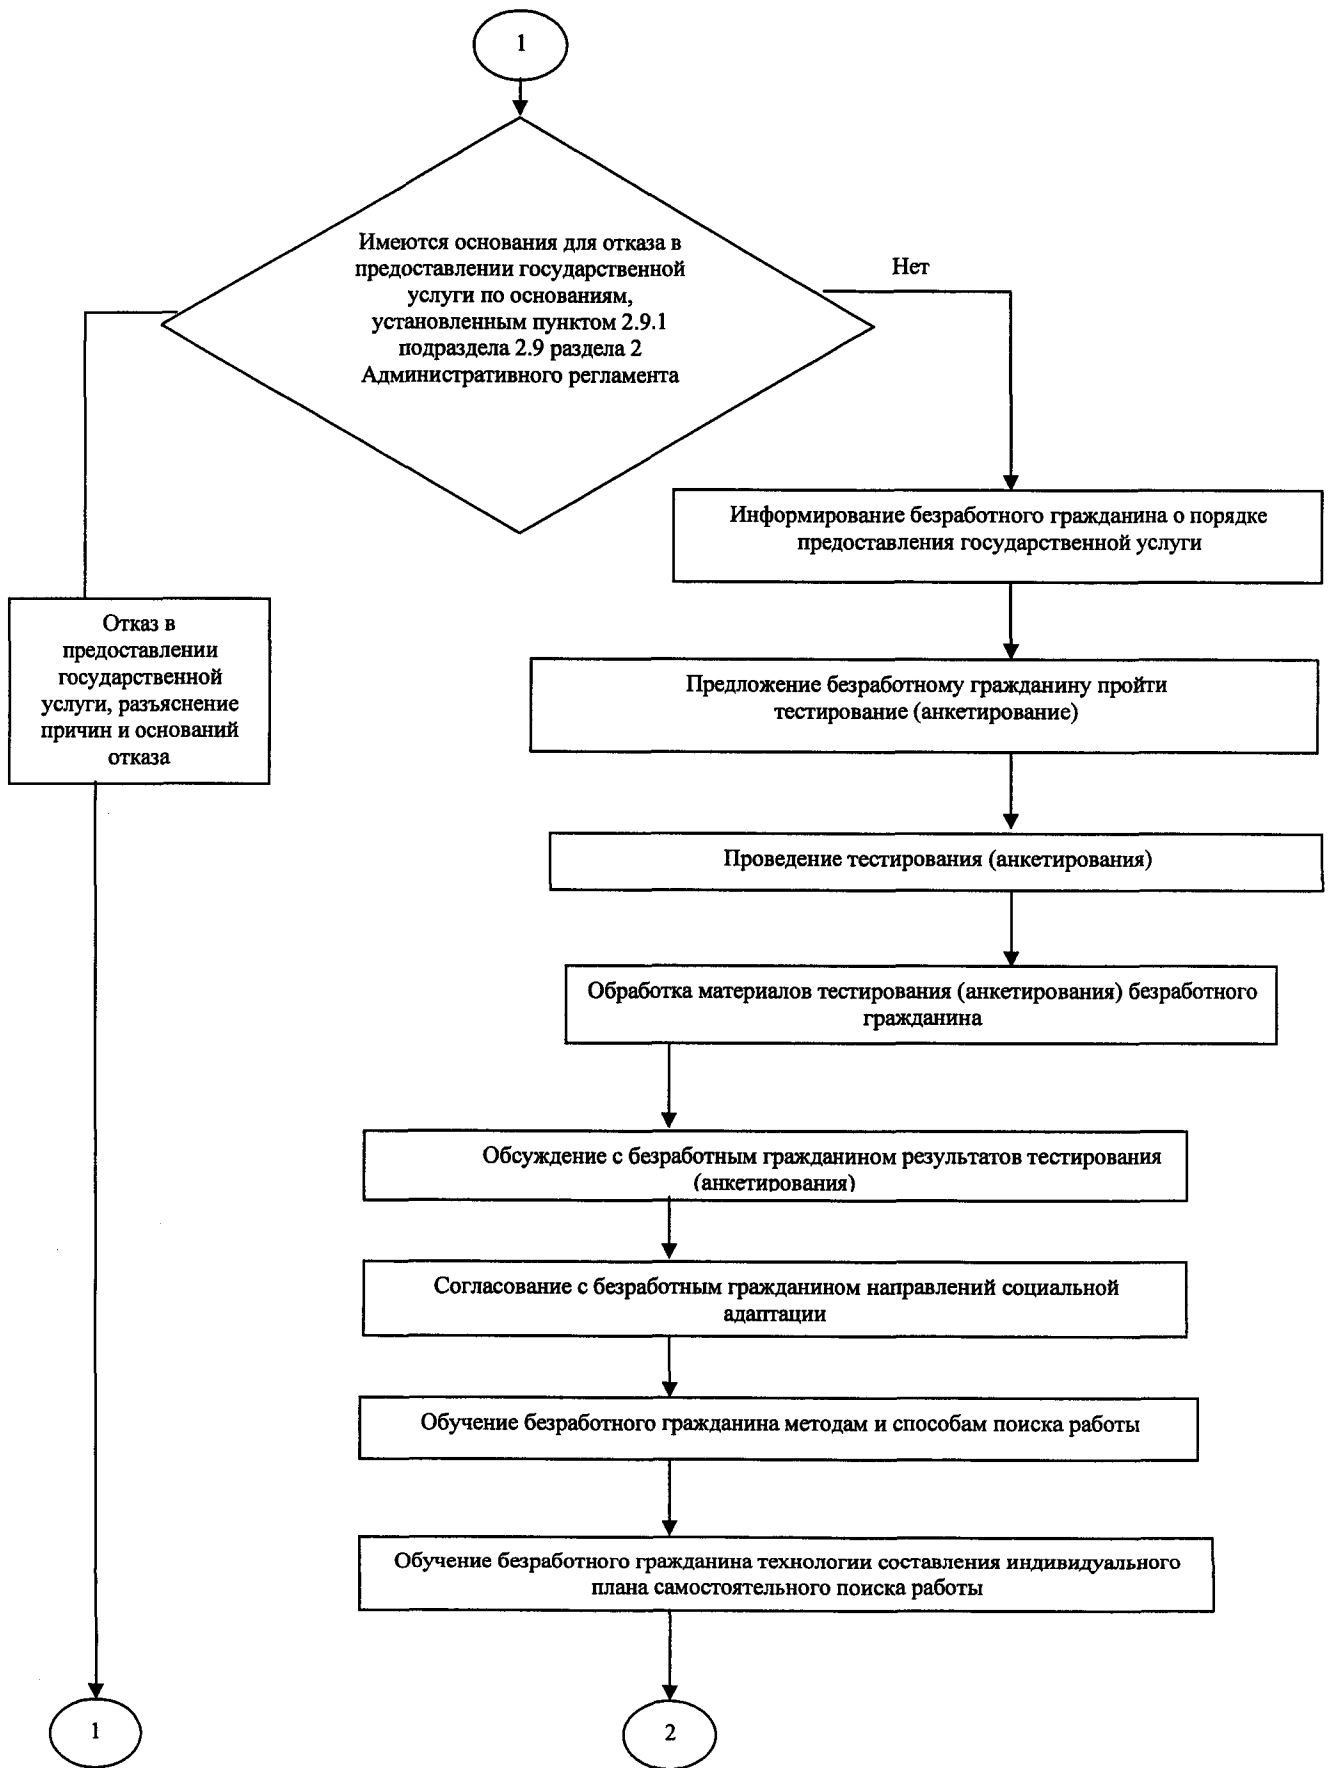 1
Имеются основания для отказа в
предоставлении государственной
услуги по основаниям,
установленным пунктом 2.9.1
подраздела 2.9 раздела 2
Административного регламента
Нет
Информирование безработного гражданина о порядке
предоставления государственной услуги
Отказ в
предоставлении
государственной
услуги, разъяснение
причин и оснований
отказа
Предложение безработному гражданину пройти
тестирование (анкетирование)
Проведение тестирования (анкетирования)
Обработка материалов тестирования (анкетирования) безработного
гражданина
Обсуждение с безработным гражданином результатов тестирования
(анкетирования)
Согласование с безработным гражданином направлений социальной
адаптации
Обучение безработного гражданина методам и способам поиска работы
Обучение безработного гражданина технологии составления индивидуального
плана самостоятельного поиска работы
1
2